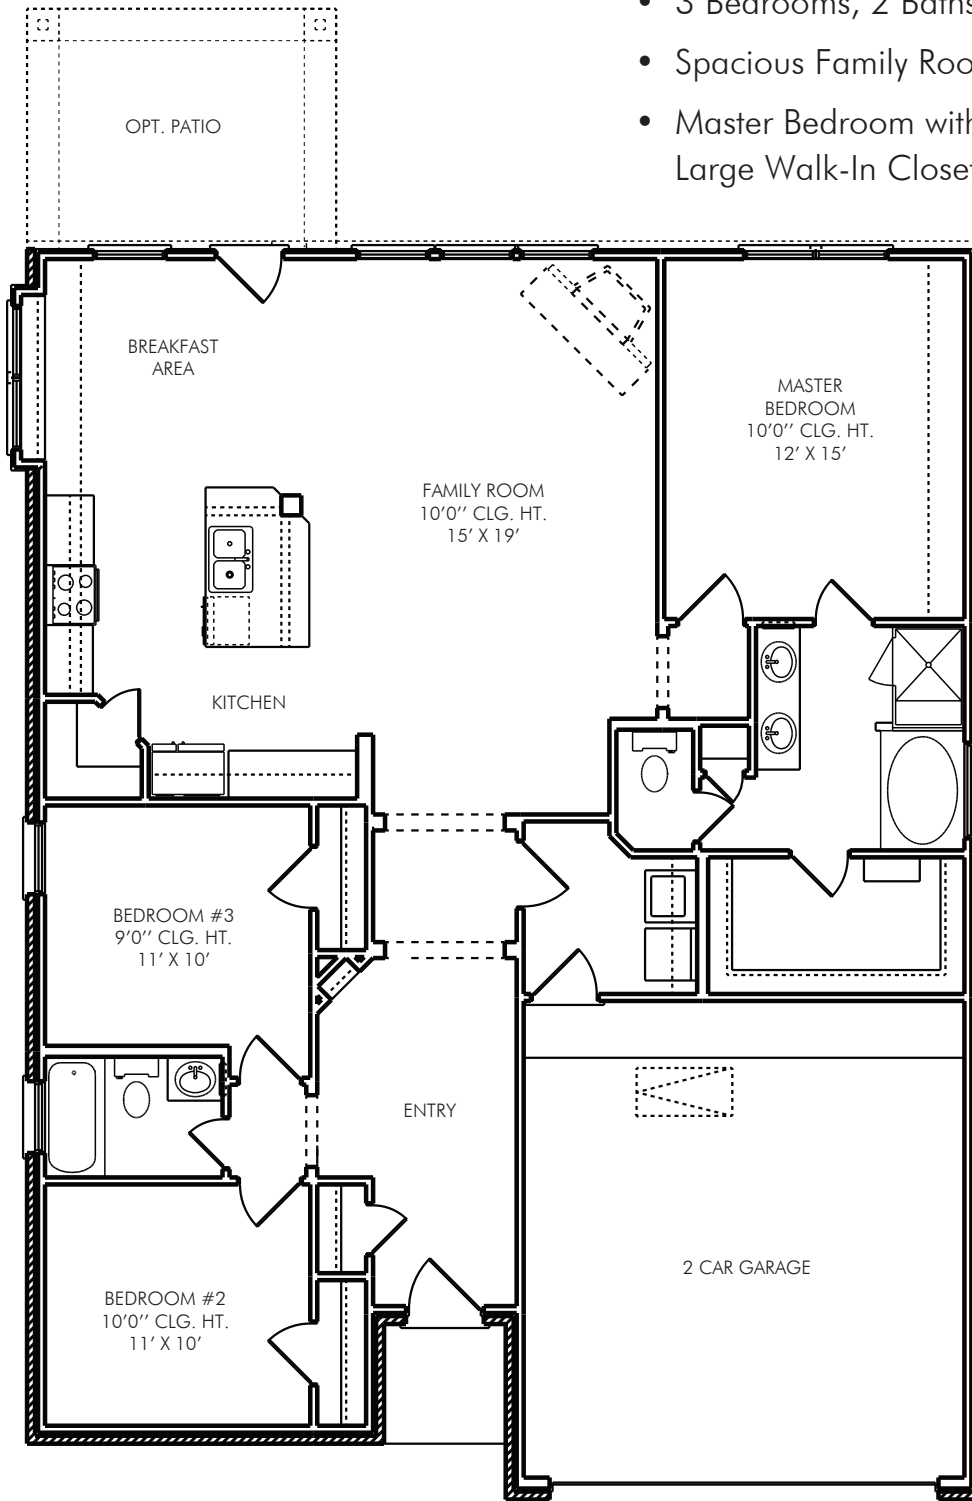 • 3 Bedrooms, 2 Baths
• Spacious Family Roo
• Master Bedroom with
Large Walk-In Closet
OPT. PATIO
BREAKFAST
AREA
MASTER
BEDROOM
10'0'' CLG. HT.
12' X 15'
FAMILY ROOM
10'0'' CLG. HT.
15' X 19'
KITCHEN
BEDROOM #3
9'0'' CLG. HT.
11' X 10'
ENTRY
2 CAR GARAGE
BEDROOM #2
10'0'' CLG. HT.
11' X 10'